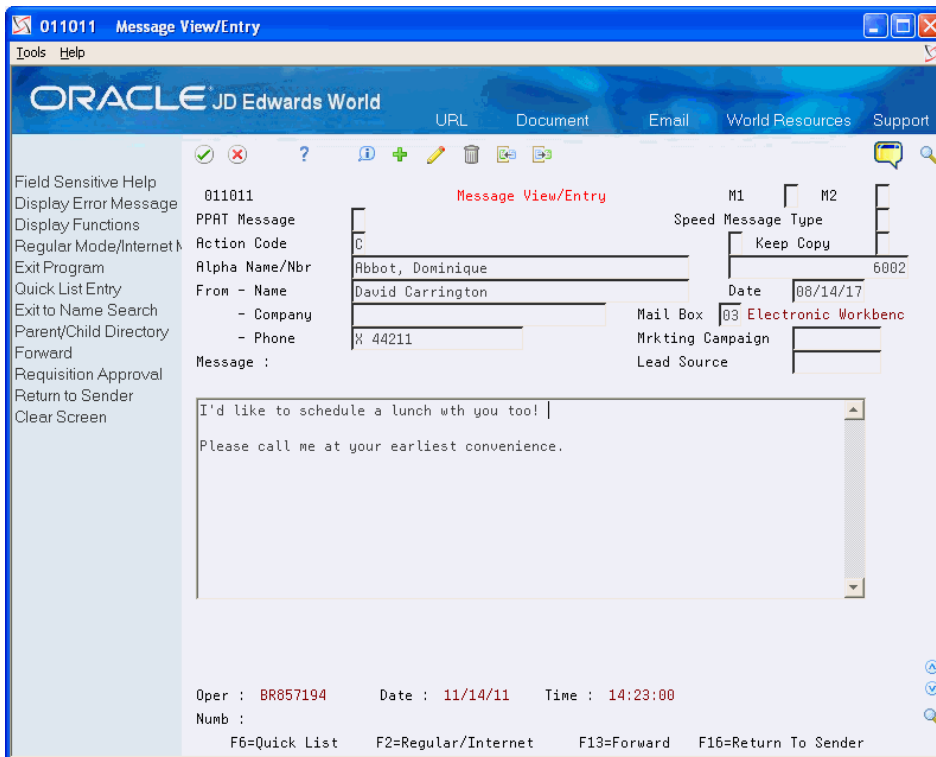 011011 Message View/Entry
Tools Help
ORACLE JD Edwards World
URL Document Email World Resources Support
Field Sensitive Help
Display Error Message
Display Functions
Regular Mode/Internet M
Exit Program
Quick List Entry
Exit to Name Search
Parent/Child Directory
Forward
Requisition Approval
Return to Sender
Clear Screen
011011 Message View/Entry M1 M2
PPAT Message Speed Message Type
Action Code C Keep Copy
Alpha Name/Nbr Abbot, Dominique 6002
From - Name David Carrington Date 08/14/17
- Company Mail Box 03 Electronic Workbenc
- Phone X 44211 Mrkting Campaign
Message : Lead Source
I'd like to schedule a lunch wth you too!
Please call me at your earliest convenience.
Oper : BR857194 Date : 11/14/11 Time : 14:23:00
Numb :
F6=Quick List F2=Regular/Internet F13=Forward F16=Return To Sender